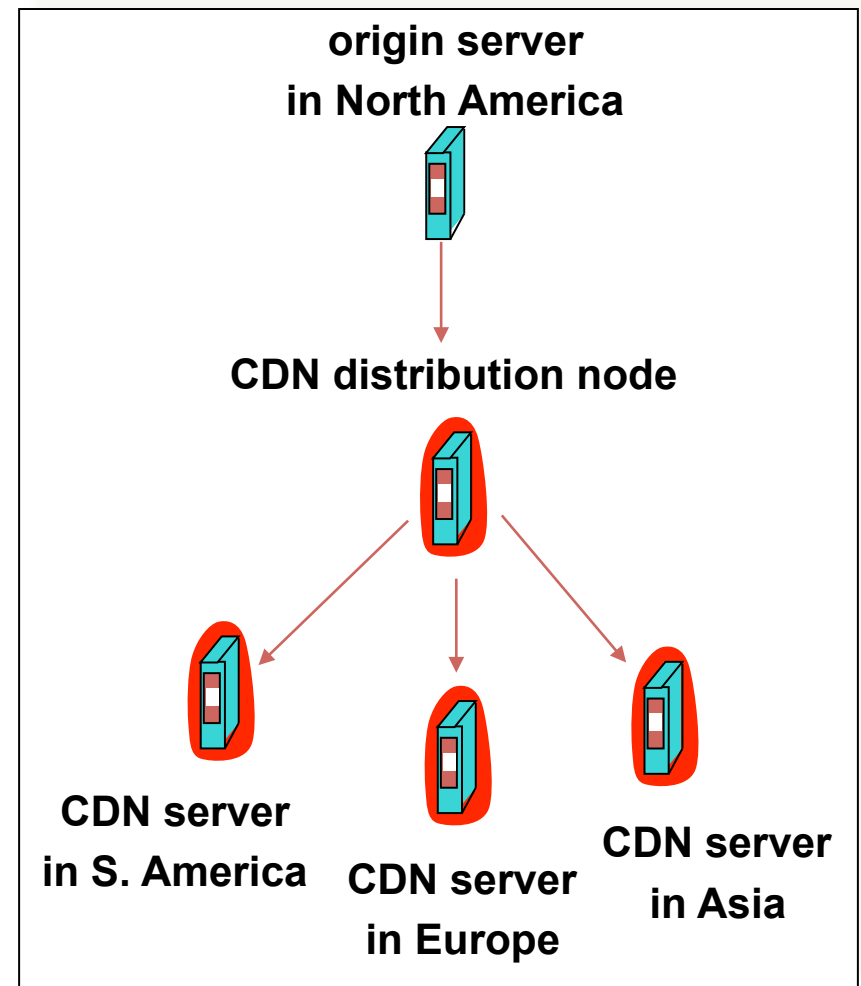 origin server
in North America
CDN distribution node
CDN server
in S. America
CDN server
in Europe
CDN server
in Asia